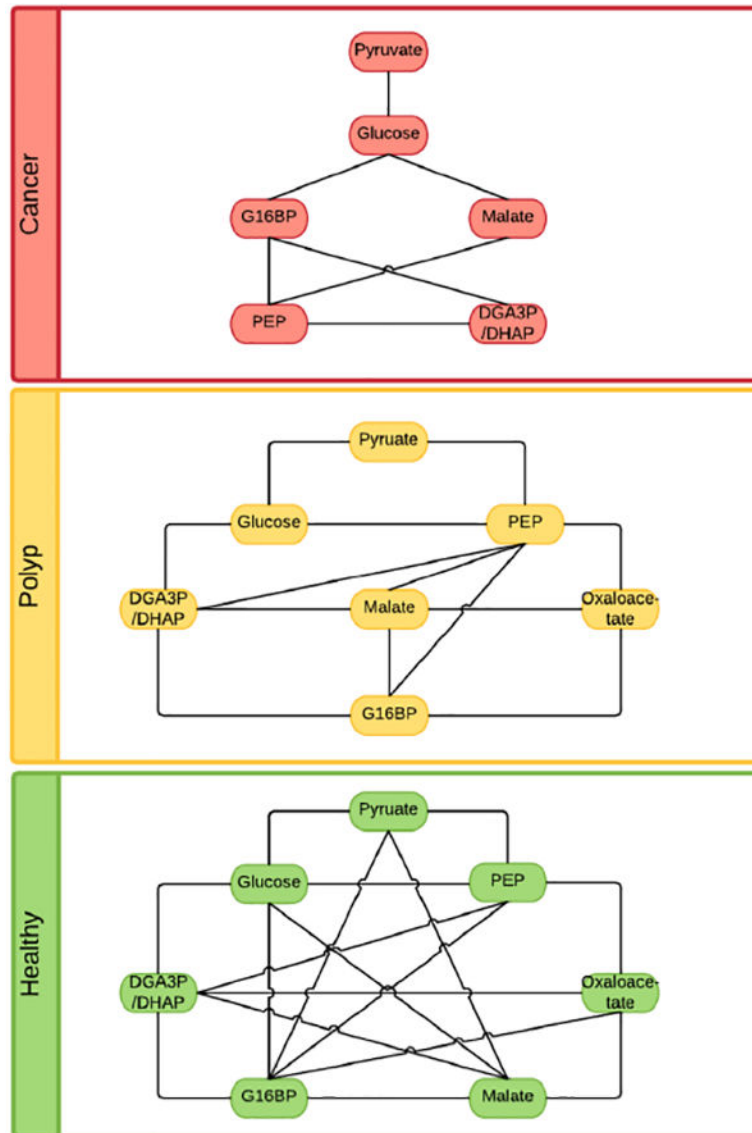 Cancer
Pyruvate
Glucose
G16BP
Malate
PEP
DGA3P
/DHAP
Polyp
Pyruate
Glucose
PEP
DGA3P
/DHAP
Malate
Oxaloace-
tate
G16BP
Healthy
Pyruate
Glucose
PEP
DGA3P
/DHAP
Oxaloace-
tate
G16BP
Malate